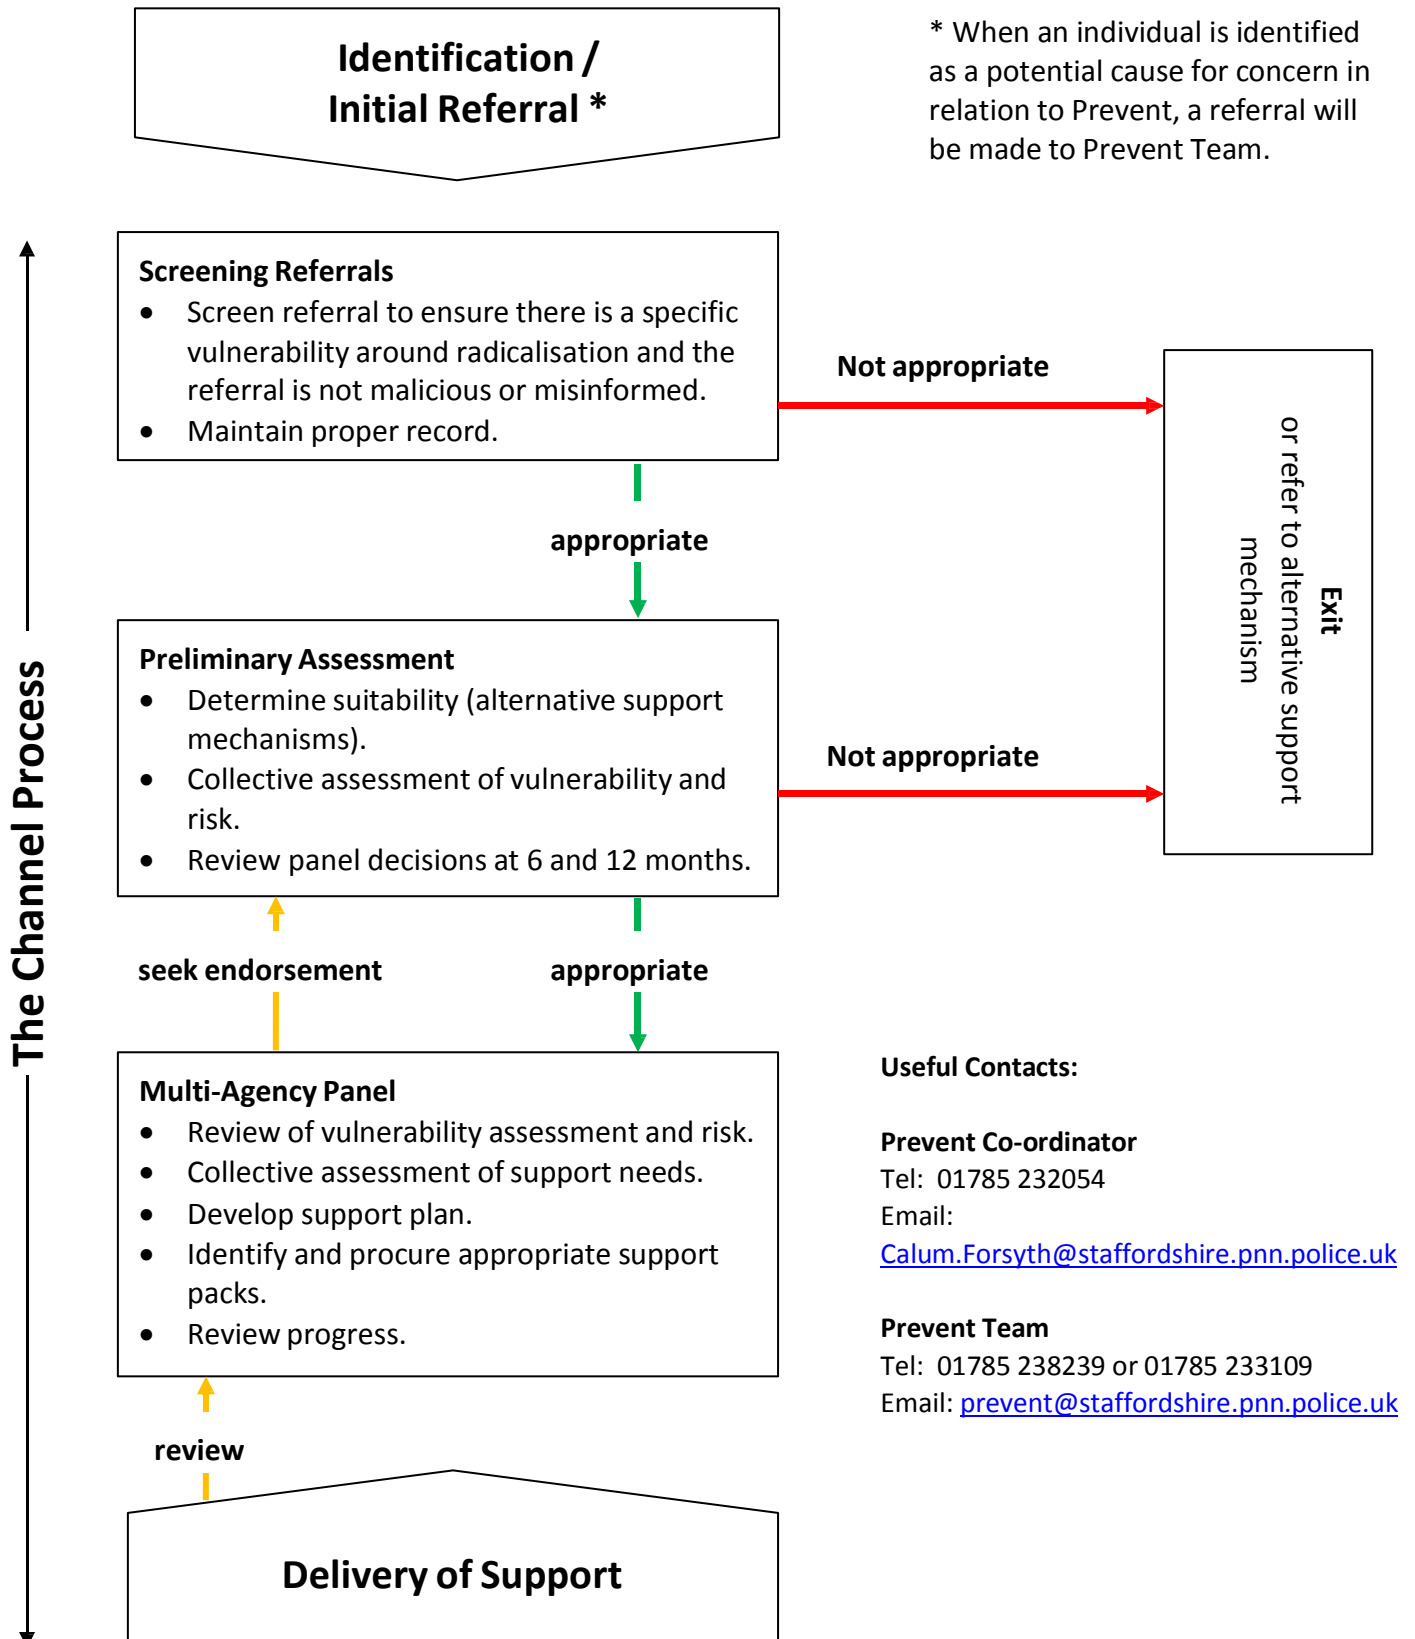 Identification /
Initial Referral *
* When an individual is identified
as a potential cause for concern in
relation to Prevent, a referral will
be made to Prevent Team.
The Channel Process
Screening Referrals
• Screen referral to ensure there is a specific
vulnerability around radicalisation and the
referral is not malicious or misinformed.
• Maintain proper record.
Not appropriate
Exit
or refer to alternative support
mechanism
appropriate
Preliminary Assessment
• Determine suitability (alternative support
mechanisms).
• Collective assessment of vulnerability and
risk.
• Review panel decisions at 6 and 12 months.
Not appropriate
seek endorsement
appropriate
Multi-Agency Panel
• Review of vulnerability assessment and risk.
• Collective assessment of support needs.
• Develop support plan.
• Identify and procure appropriate support
packs.
• Review progress.
Useful Contacts:
Prevent Co-ordinator
Tel: 01785 232054
Email:
Calum.Forsyth@staffordshire.pnn.police.uk
Prevent Team
Tel: 01785 238239 or 01785 233109
Email: prevent@staffordshire.pnn.police.uk
review
Delivery of Support